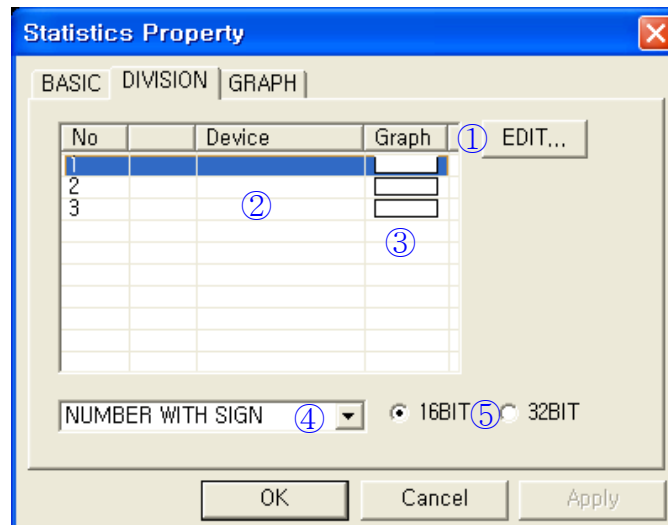 Statistics Property
BASIC DIVISION GRAPH
No Device Graph ① EDIT...
1
2 ②
3
③
NUMBER WITH SIGN ④ 16BIT ⑤ 32BIT
OK Cancel Apply